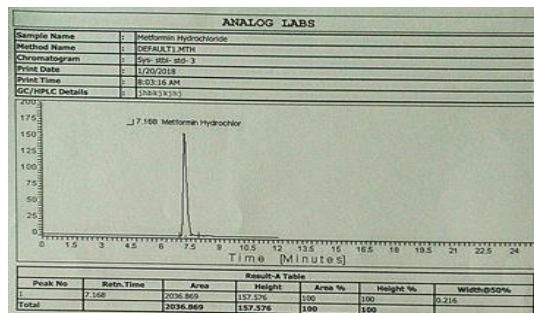 ANALOG LABS
Sample Name : Metformin Hydrochloride
Method Name : DEFAULT1.MTH
Chromatogram : Sys- stbl- std- 3
Print Date : 1/20/2018
Print Time : 8:03:16 AM
GC/HPLC Details : jhbkjkjhj
200
175
7.168 Metformin Hydrochlor
150
125
100
75
50
25
0
0 1.5 3 4.5 6 7.5 9 10.5 12 13.5 15 16.5 18 19.5 21 22.5 24
Time [Minutes]
Result-A Table
Peak No Retn.Time Area Height Area % Height % Width@50%
1 7.168 2036.869 157.576 100 100 0.216
Total 2036.869 157.576 100 100